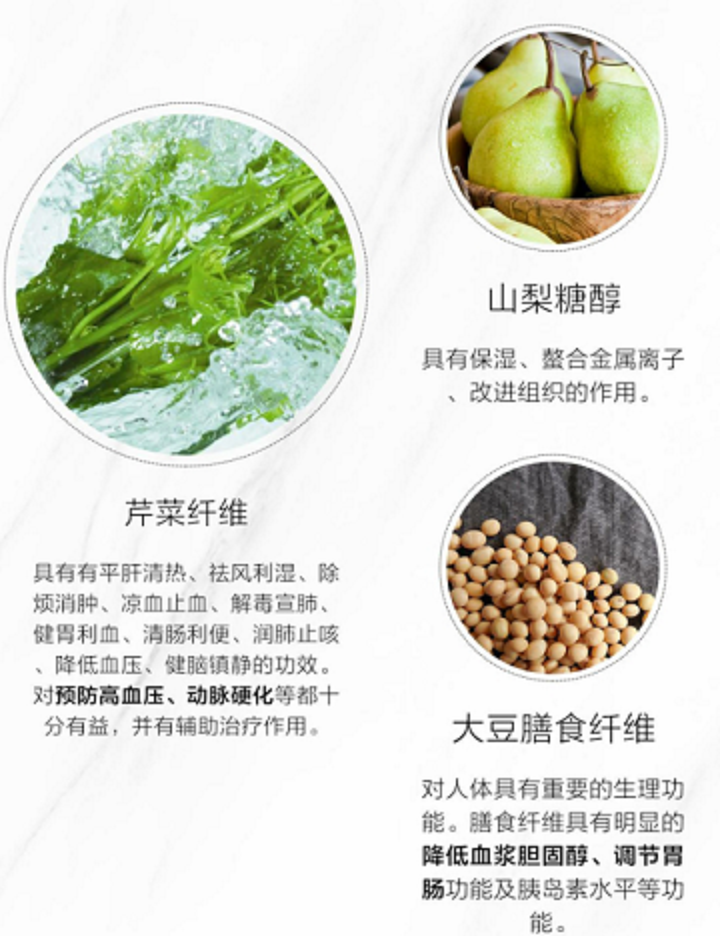 芹菜纤维
具有有平肝清热、祛风利湿、除
烦消肿、凉血止血、解毒宣肺、
健胃利血、清肠利便、润肺止咳
、降低血压、健脑镇静的功效。
对预防高血压、动脉硬化等都十
分有益，并有辅助治疗作用。
山梨糖醇
具有保湿、螯合金属离子
、改进组织的作用。
大豆膳食纤维
对人体具有重要的生理功
能。膳食纤维具有明显的
降低血浆胆固醇、调节胃
肠功能及胰岛素水平等功
能。